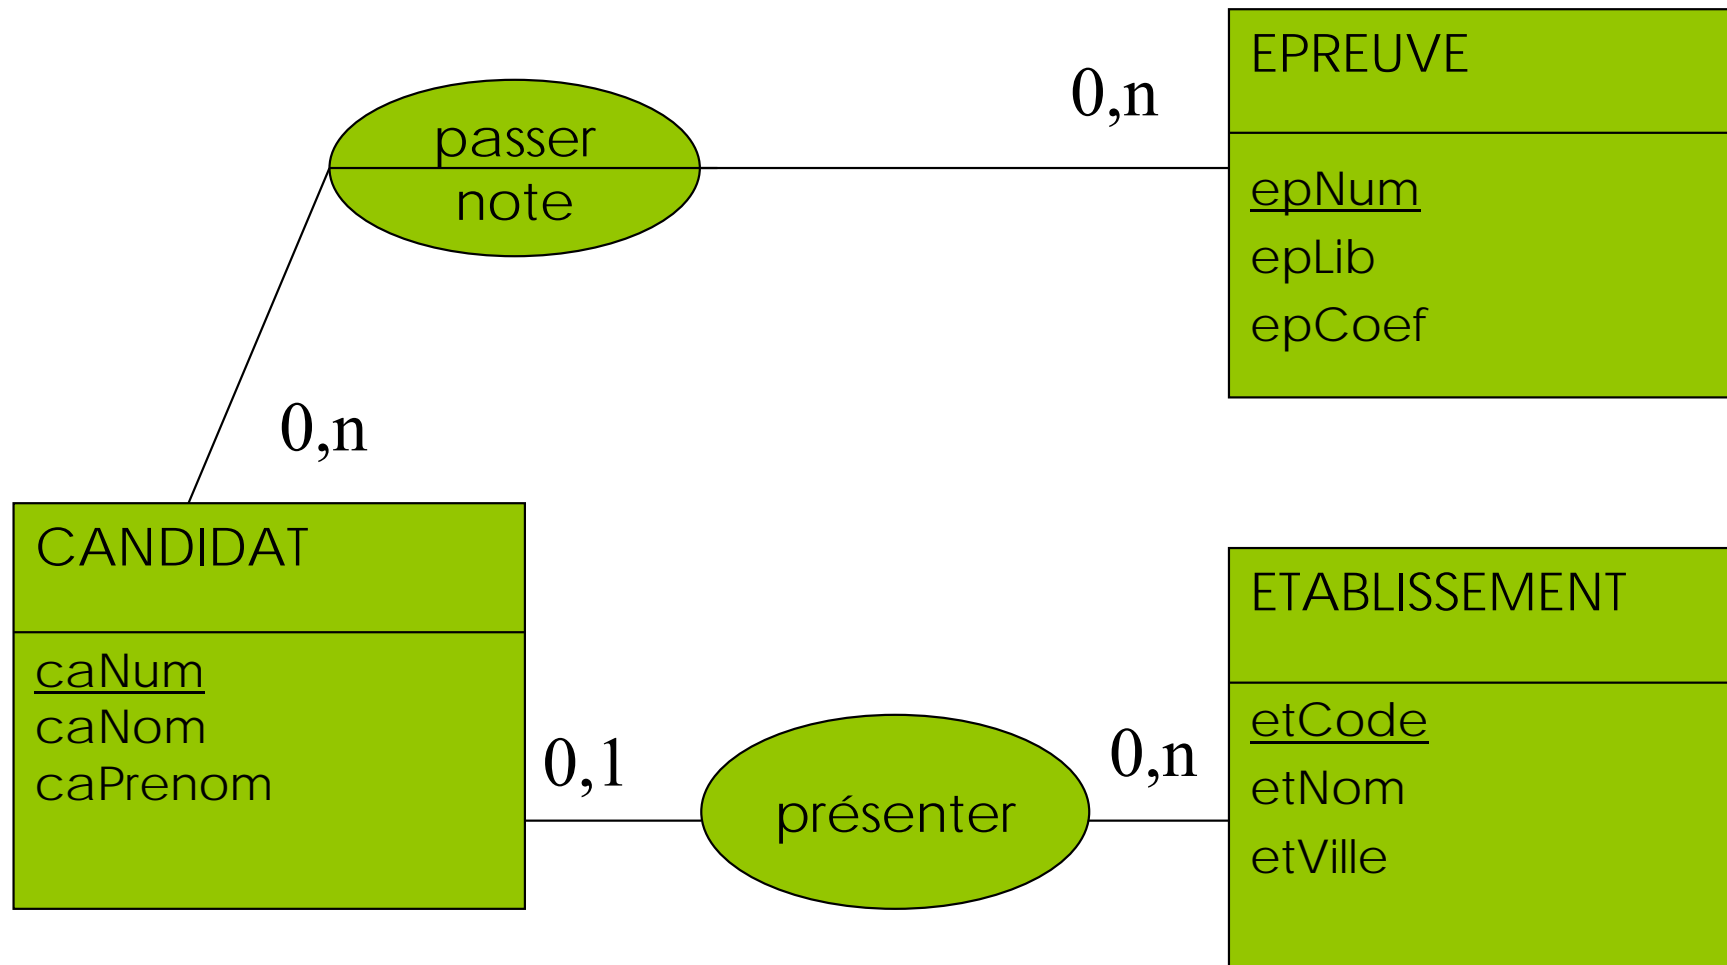 EPREUVE
0,n
passer
note
epNum
epLib
epCoef
0,n
CANDIDAT
caNum
caNom
caPrenom
0,1
présenter
0,n
ETABLISSEMENT
etCode
etNom
etVille